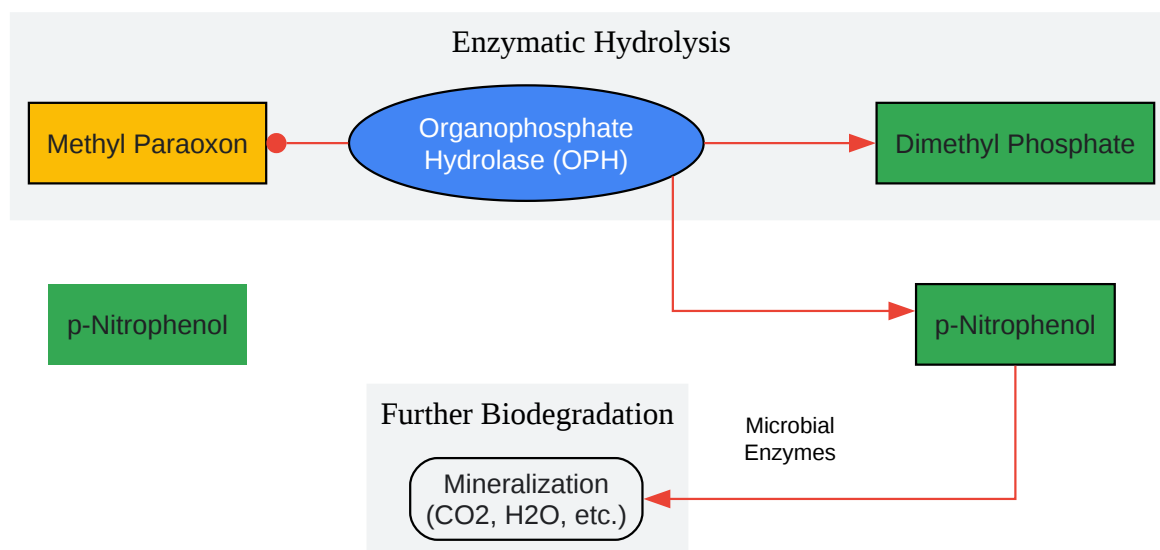 Enzymatic Hydrolysis
Methyl Paraoxon
Organophosphate
Hydrolase (OPH)
Dimethyl Phosphate
p-Nitrophenol
p-Nitrophenol
Further Biodegradation
Microbial
Enzymes
Mineralization
(CO2, H2O, etc.)